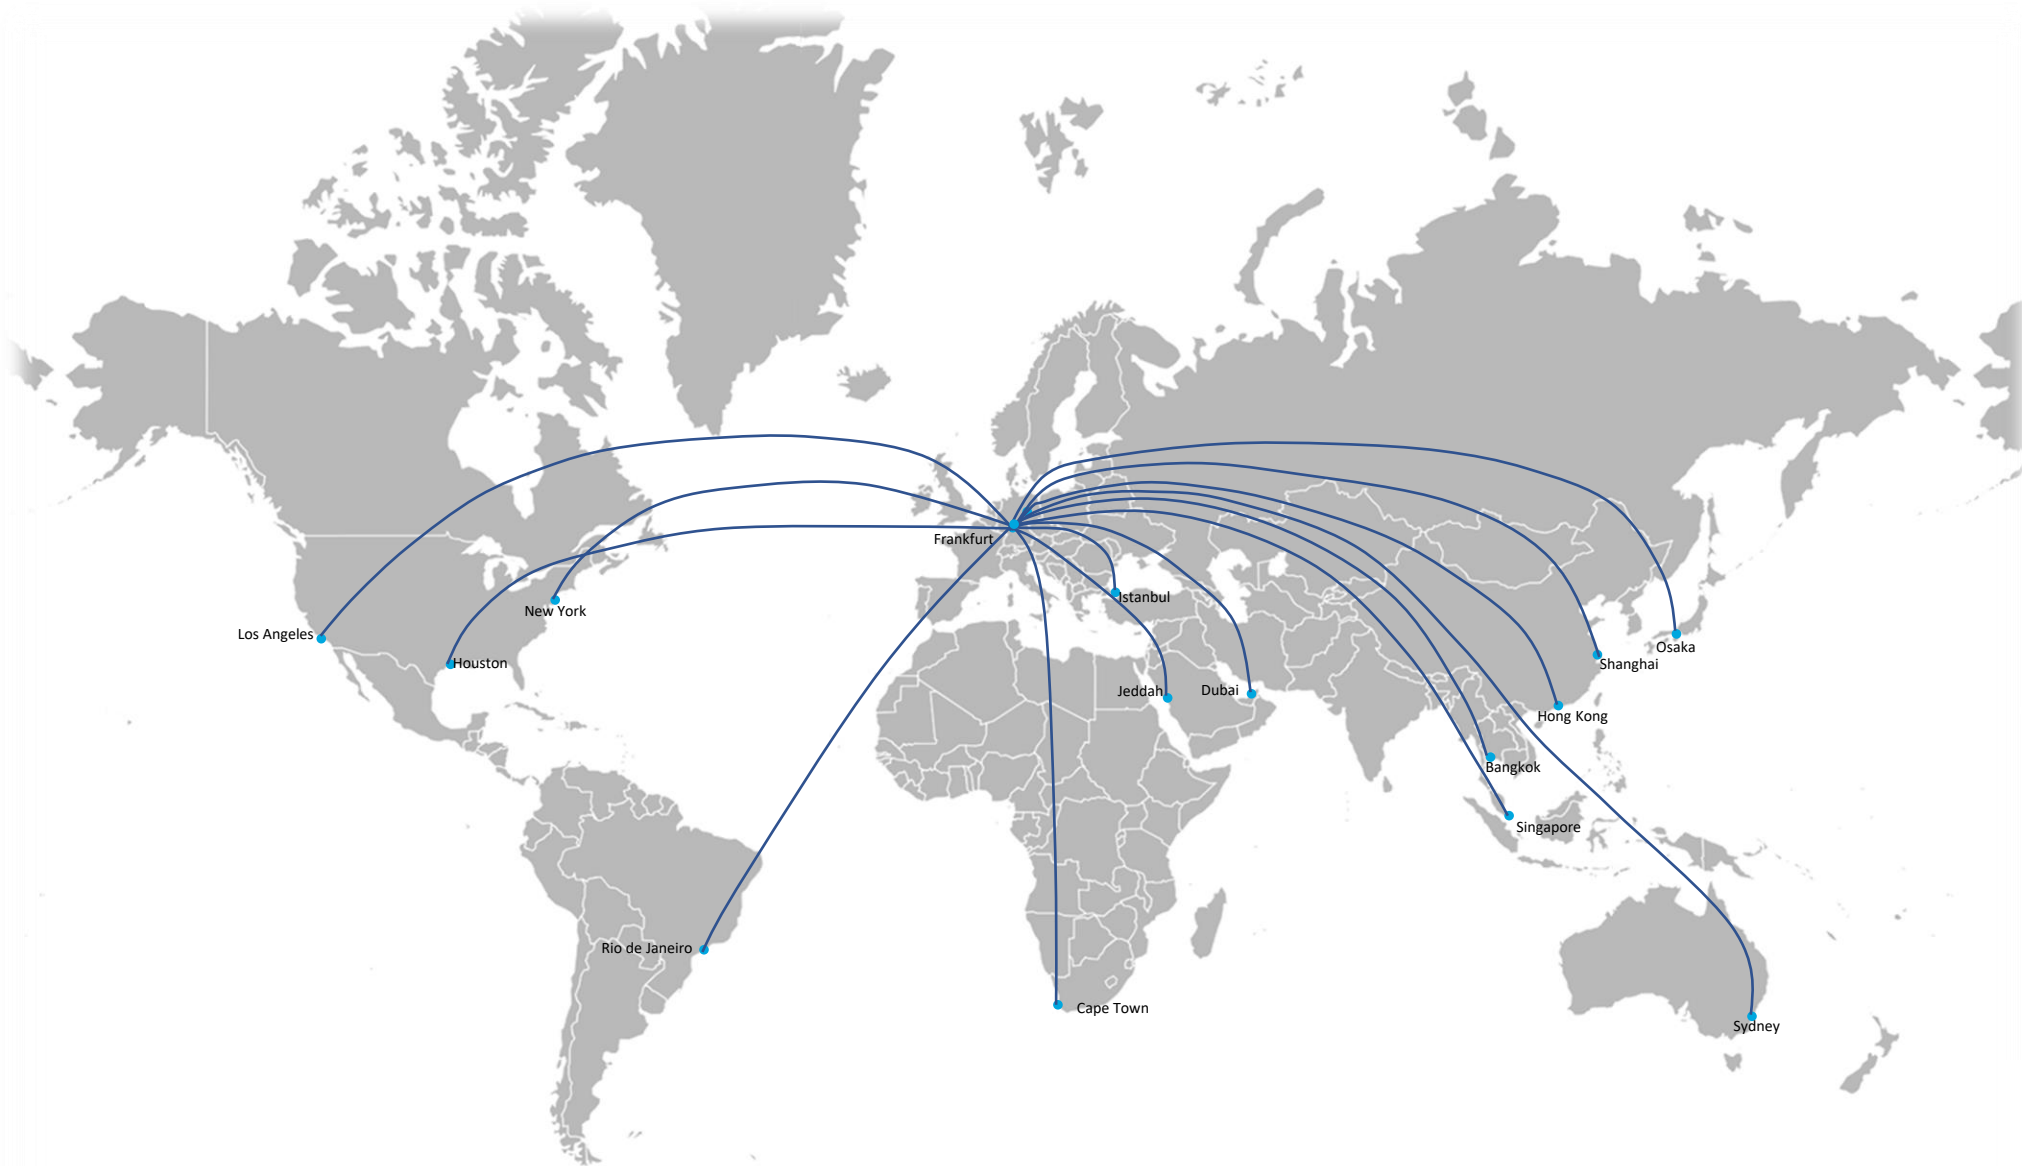 Frankfurt
Istanbul
New York
Los Angeles
Osaka
Houston
Shanghai
Jeddah
Dubai
Hong Kong
Bangkok
Singapore
Rio de Janeiro
Cape Town
Sydney